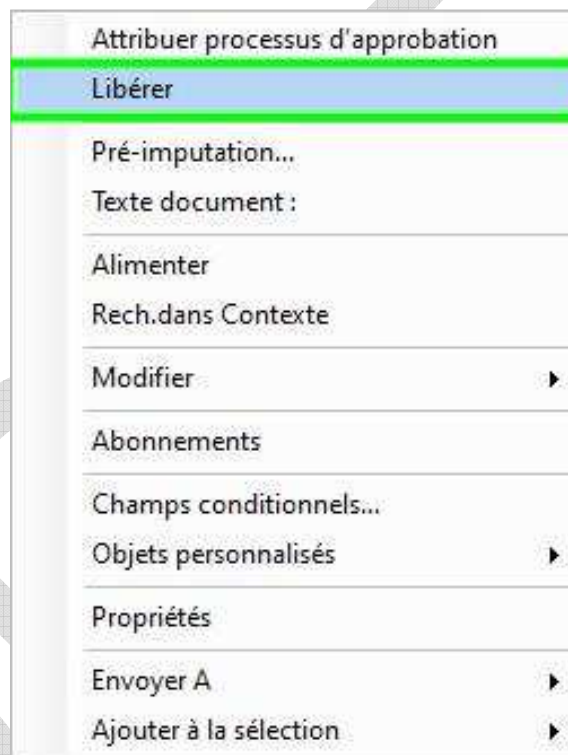 Attribuer processus d'approbation
Libérer
Pré-imputation...
Texte document :
Alimenter
Rech.dans Contexte
Modifier
Abonnements
Champs conditionnels...
Objets personnalisés
Propriétés
Envoyer A
Ajouter à la sélection